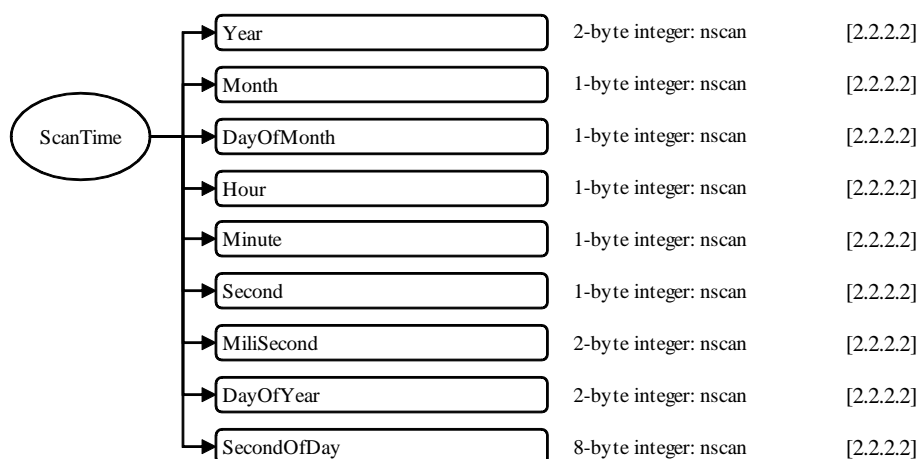 Year 2-byte integer: nscan [2.2.2.2]
Month 1-byte integer: nscan [2.2.2.2]
ScanTime DayOfMonth 1-byte integer: nscan [2.2.2.2]
Hour 1-byte integer: nscan [2.2.2.2]
Minute 1-byte integer: nscan [2.2.2.2]
Second 1-byte integer: nscan [2.2.2.2]
MiliSecond 2-byte integer: nscan [2.2.2.2]
DayOfYear 2-byte integer: nscan [2.2.2.2]
SecondOfDay 8-byte integer: nscan [2.2.2.2]